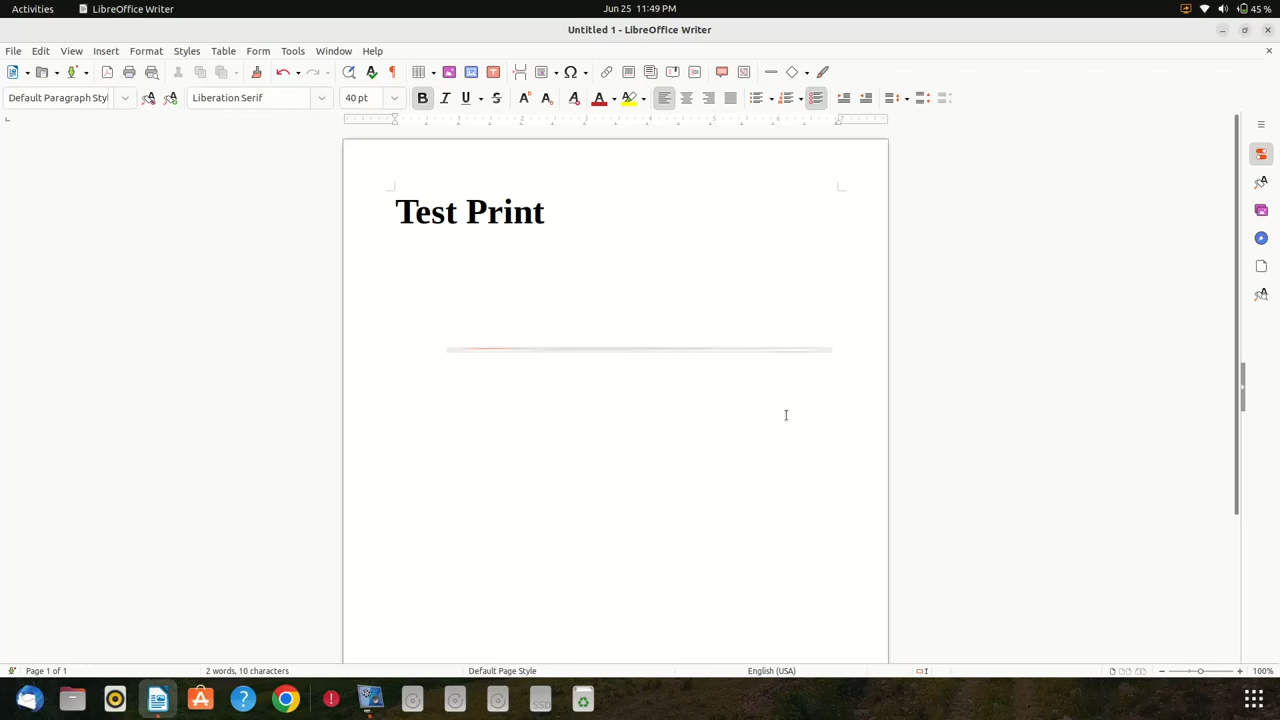 Activities
LibreOffice Writer
Jun 25 11:49 PM
45 %
Untitled 1 - LibreOffice Writer
File Edit View Insert Format Styles Table Form Tools Window Help
Default Paragraph Styl
Liberation Serif
40 pt
Test Print
Page 1 of 1
2 words, 10 characters
Default Page Style
English (USA)
100%